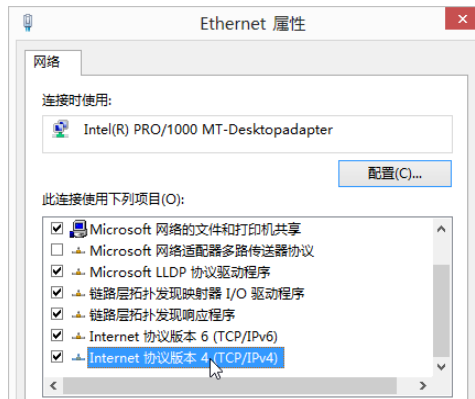 Ethernet 属性
网络
连接时使用:
Intel(R) PRO/1000 MT-Desktopadapter
配置(C)...
此连接使用下列项目(O):
Microsoft 网络的文件和打印机共享
Microsoft 网络适配器多路传送器协议
Microsoft LLDP 协议驱动程序
链路层拓扑发现映射器 I/O 驱动程序
链路层拓扑发现响应程序
Internet 协议版本 6 (TCP/IPv6)
Internet 协议版本 4 (TCP/IPv4)